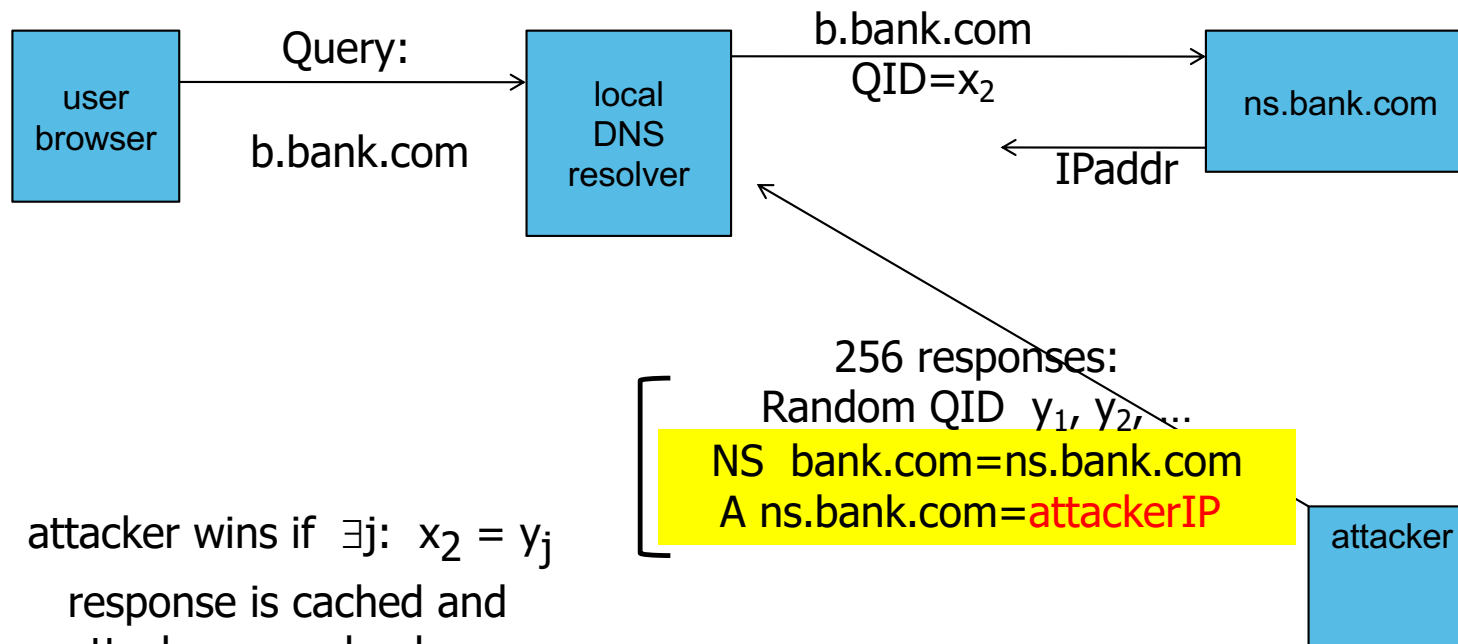 user
browser
Query:
b.bank.com
local
DNS
resolver
b.bank.com
QID=x₂
IPaddr
ns.bank.com
256 responses:
Random QID y₁, y₂, …
NS bank.com=ns.bank.com
A ns.bank.com=attackerIP
attacker
attacker wins if ∃j: x₂ = yⱼ
response is cached and